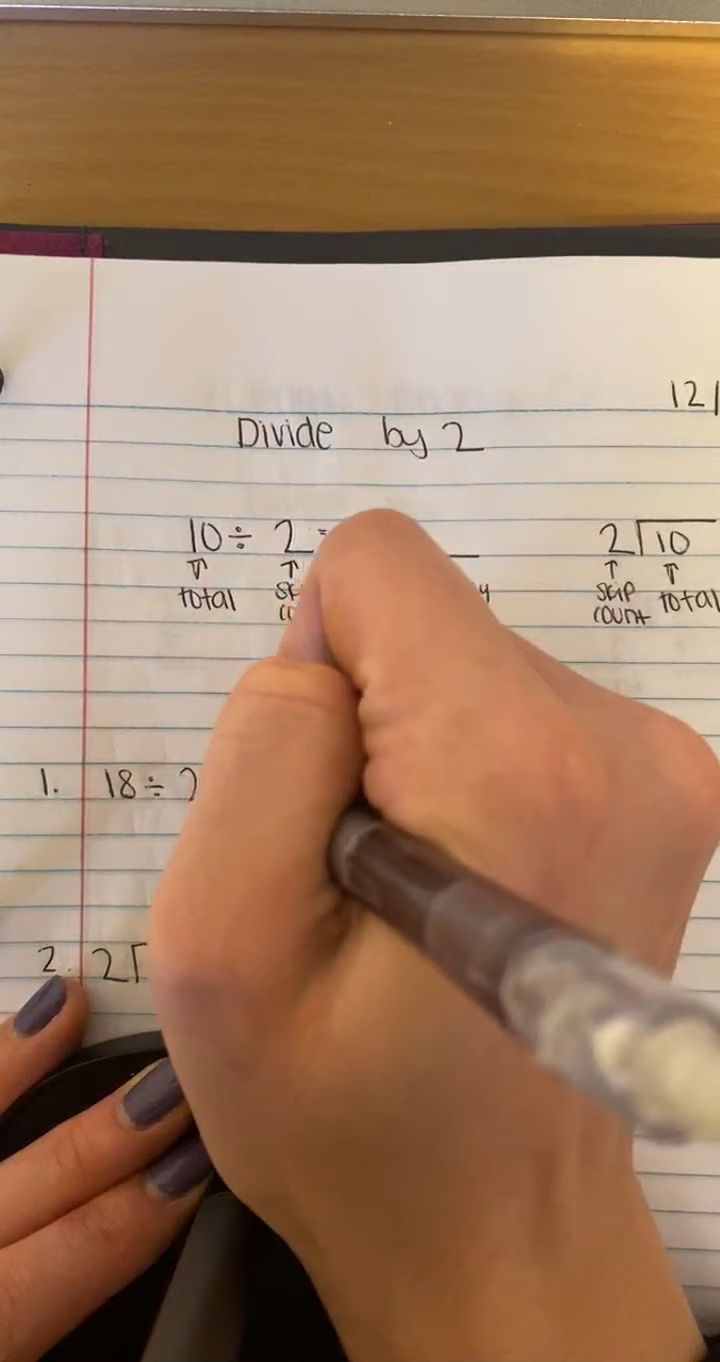 12/
Divide by 2
10 ÷ 2 = 2⟌10
total skip total
count
1. 18 ÷
2. 2⟌